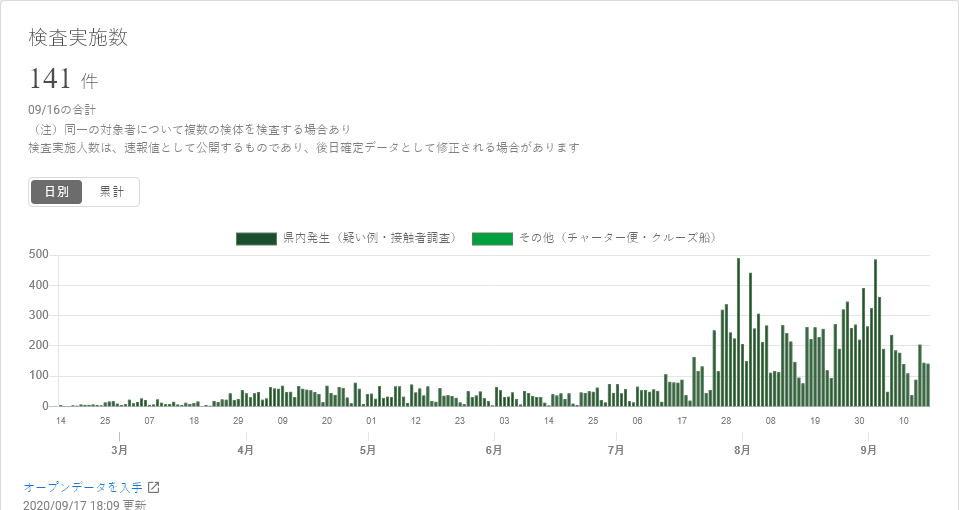 検査実施数
141 件
09/16の合計
（注）同一の対象者について複数の検体を検査する場合あり
検査実施人数は、速報値として公開するものであり、後日確定データとして修正される場合があります
日別 累計
県内発生（疑い例・接触者調査） その他（チャーター便・クルーズ船）
500
400
300
200
100
0
14 25 07 18 29 09 20 01 12 23 03 14 25 06 17 28 08 19 30 10
3月 4月 5月 6月 7月 8月 9月
オープンデータを入手
2020/09/17 18:09 更新